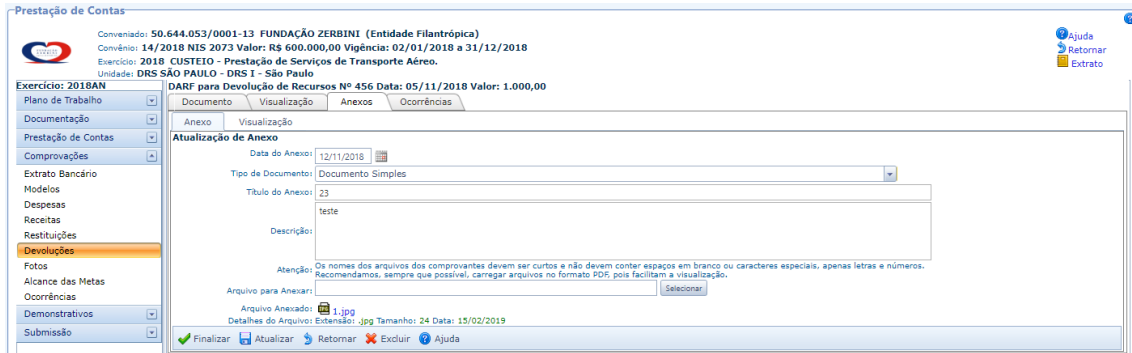 Prestação de Contas
Conveniado: 50.644.053/0001-13 FUNDAÇÃO ZERBINI (Entidade Filantrópica)
Convênio: 14/2018 NIS 2073 Valor: R$ 600.000,00 Vigência: 02/01/2018 a 31/12/2018
Exercício: 2018 CUSTEIO - Prestação de Serviços de Transporte Aéreo.
Unidade: DRS SÃO PAULO - DRS I - São Paulo
Ajuda
Retornar
Extrato
Exercício: 2018AN
Plano de Trabalho
Documentação
Prestação de Contas
Comprovações
Extrato Bancário
Modelos
Despesas
Receitas
Restituições
Devoluções
Fotos
Alcance das Metas
Ocorrências
Demonstrativos
Submissão
DARF para Devolução de Recursos Nº 456 Data: 05/11/2018 Valor: 1.000,00
Documento Visualização Anexos Ocorrências
Anexo Visualização
Atualização de Anexo
Data do Anexo: 12/11/2018
Tipo de Documento: Documento Simples
Título do Anexo: 23
Descrição: teste
Atenção: Os nomes dos arquivos dos comprovantes devem ser curtos e não devem conter espaços em branco ou caracteres especiais, apenas letras e números.
Recomendamos, sempre que possível, carregar arquivos no formato PDF, pois facilitam a visualização.
Arquivo para Anexar: Selecionar
Arquivo Anexado: 1.jpg
Detalhes do Arquivo: Extensão: .jpg Tamanho: 24 Data: 15/02/2019
Finalizar Atualizar Retornar Excluir Ajuda